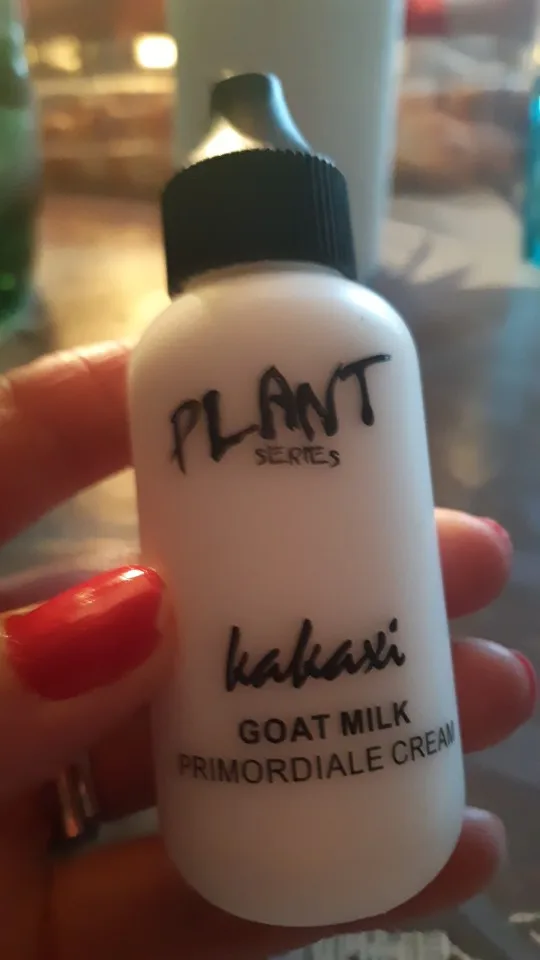 PLANT
SERIES
kakaxi
GOAT MILK
PRIMORDIALE CREAM